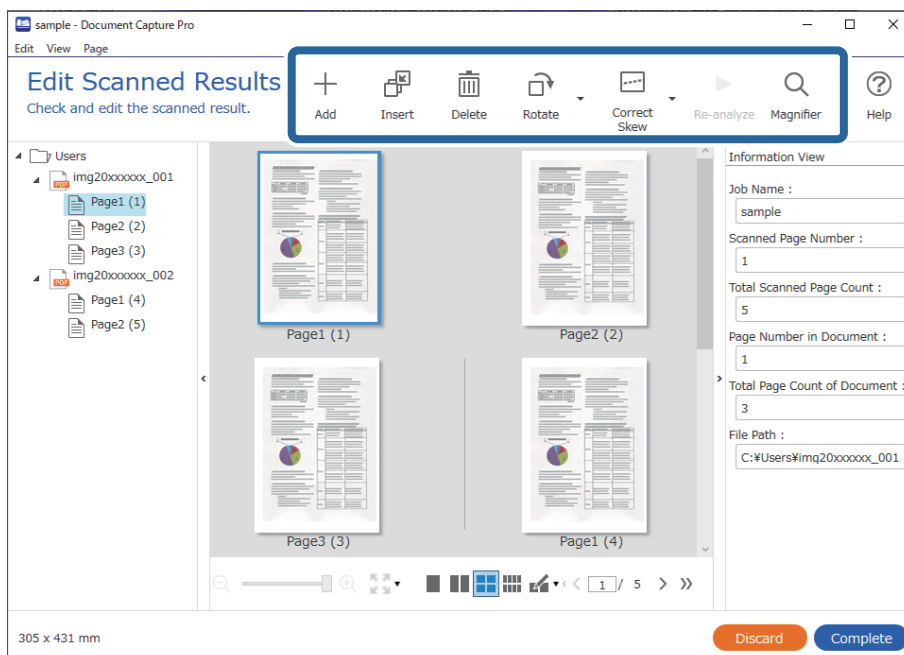 sample - Document Capture Pro
Edit View Page
Edit Scanned Results
Check and edit the scanned result.
Add
Insert
Delete
Rotate
Correct
Skew
Re-analyze
Magnifier
Help
Users
img20xxxxxx_001
Page1 (1)
Page2 (2)
Page3 (3)
img20xxxxxx_002
Page1 (4)
Page2 (5)
Page1 (1)
Page2 (2)
Page3 (3)
Page1 (4)
Information View
Job Name :
sample
Scanned Page Number :
1
Total Scanned Page Count :
5
Page Number in Document :
1
Total Page Count of Document :
3
File Path :
C:¥Users¥img20xxxxxx_001.
1 / 5
305 x 431 mm
Discard
Complete